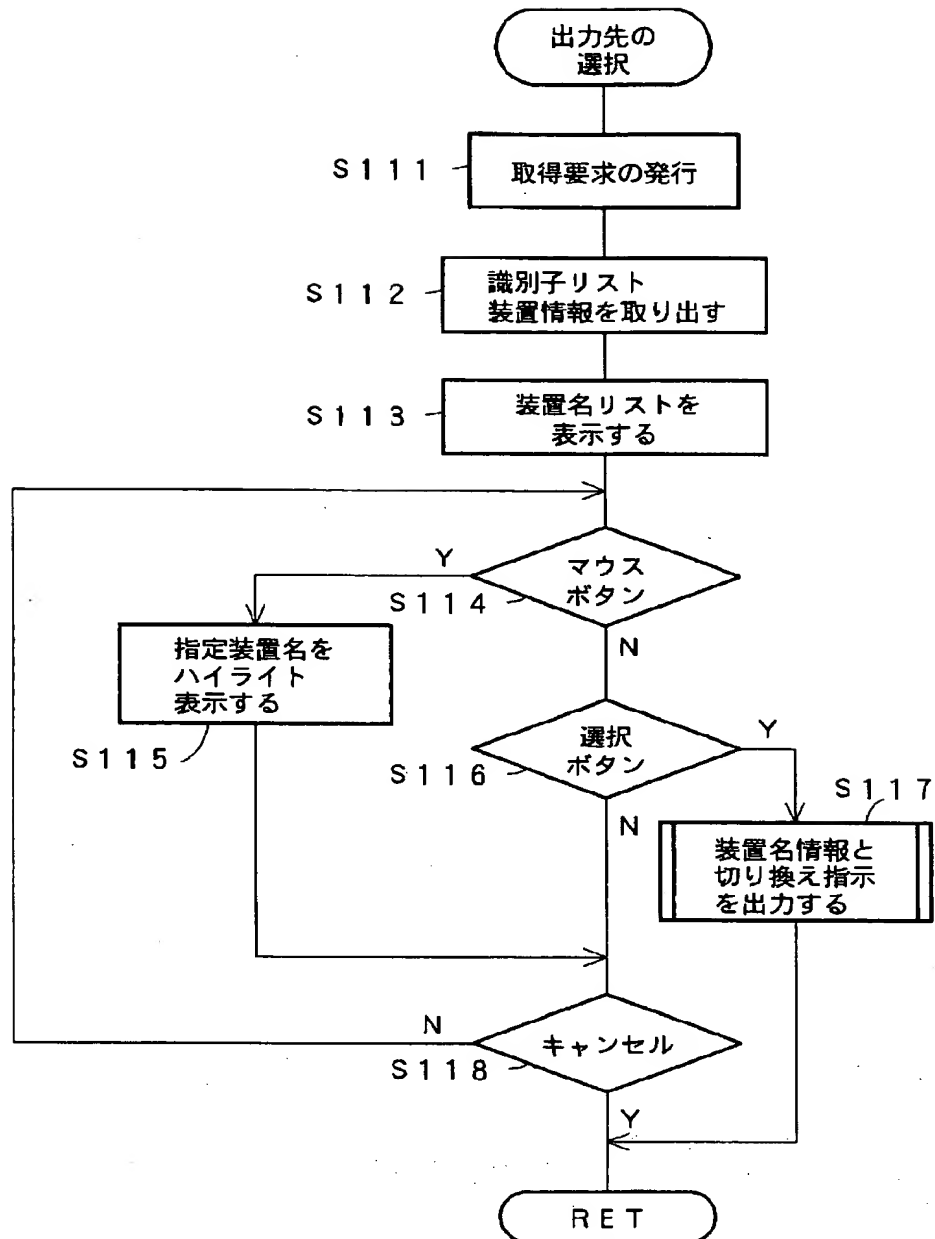 出力先の
選択
S111
取得要求の発行
S112
識別子リスト
装置情報を取り出す
S113
装置名リストを
表示する
Y
マウス
ボタン
S114
N
指定装置名を
ハイライト
表示する
S115
選択
ボタン
Y
S116
N
S117
装置名情報と
切り換え指示
を出力する
N
キャンセル
S118
Y
RET